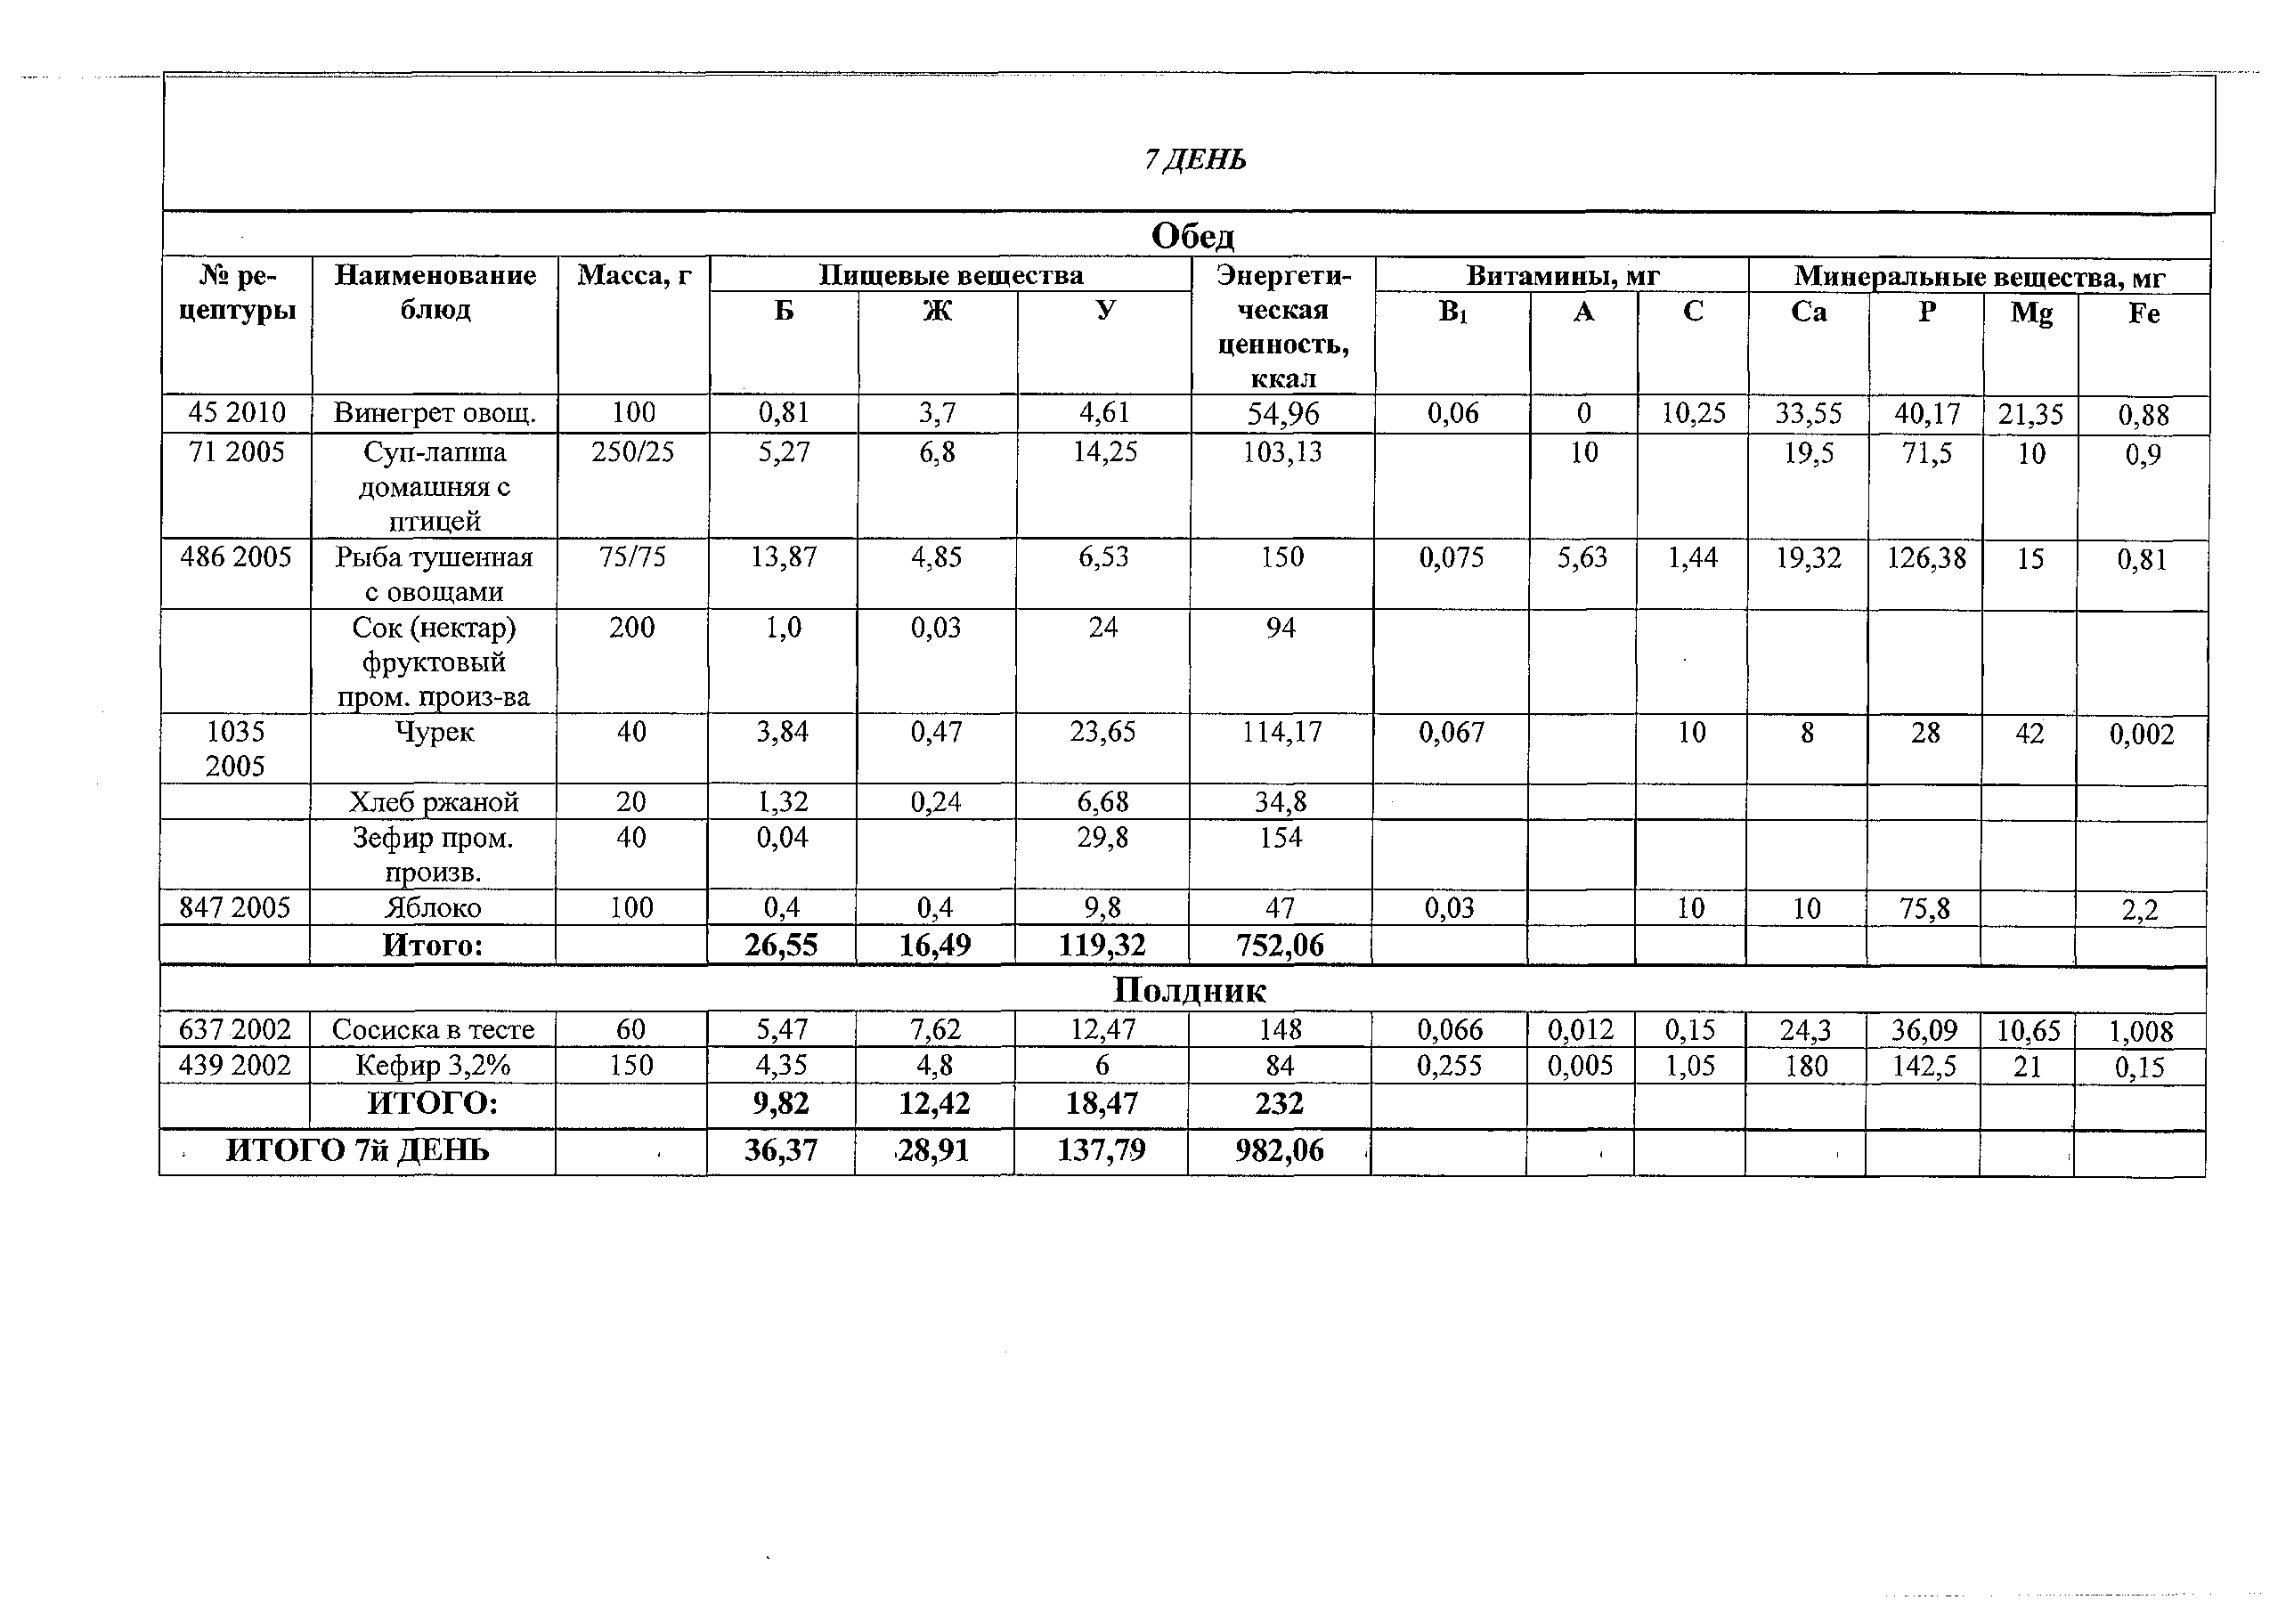 7 ДЕНЬ
Обед
№ ре- Наименование Масса, г Пищевые вещества Энергети- Витамины, мг Минеральные вещества, мг
цептуры блюд Б Ж У ческая B1 A C Ca P Mg Fe
ценность,
ккал
45 2010 Винегрет овощ. 100 0,81 3,7 4,61 54,96 0,06 0 10,25 33,55 40,17 21,35 0,88
71 2005 Суп-лапша 250/25 5,27 6,8 14,25 103,13 10 19,5 71,5 10 0,9
домашняя с
птицей
486 2005 Рыба тушенная 75/75 13,87 4,85 6,53 150 0,075 5,63 1,44 19,32 126,38 15 0,81
с овощами
Сок (нектар) 200 1,0 0,03 24 94
фруктовый
пром. произ-ва
1035 Чурек 40 3,84 0,47 23,65 114,17 0,067 10 8 28 42 0,002
2005
Хлеб ржаной 20 1,32 0,24 6,68 34,8
Зефир пром. 40 0,04 29,8 154
произв.
847 2005 Яблоко 100 0,4 0,4 9,8 47 0,03 10 10 75,8 2,2
Итого: 26,55 16,49 119,32 752,06
Полдник
637 2002 Сосиска в тесте 60 5,47 7,62 12,47 148 0,066 0,012 0,15 24,3 36,09 10,65 1,008
439 2002 Кефир 3,2% 150 4,35 4,8 6 84 0,255 0,005 1,05 180 142,5 21 0,15
ИТОГО: 9,82 12,42 18,47 232
ИТОГО 7й ДЕНЬ 36,37 28,91 137,79 982,06